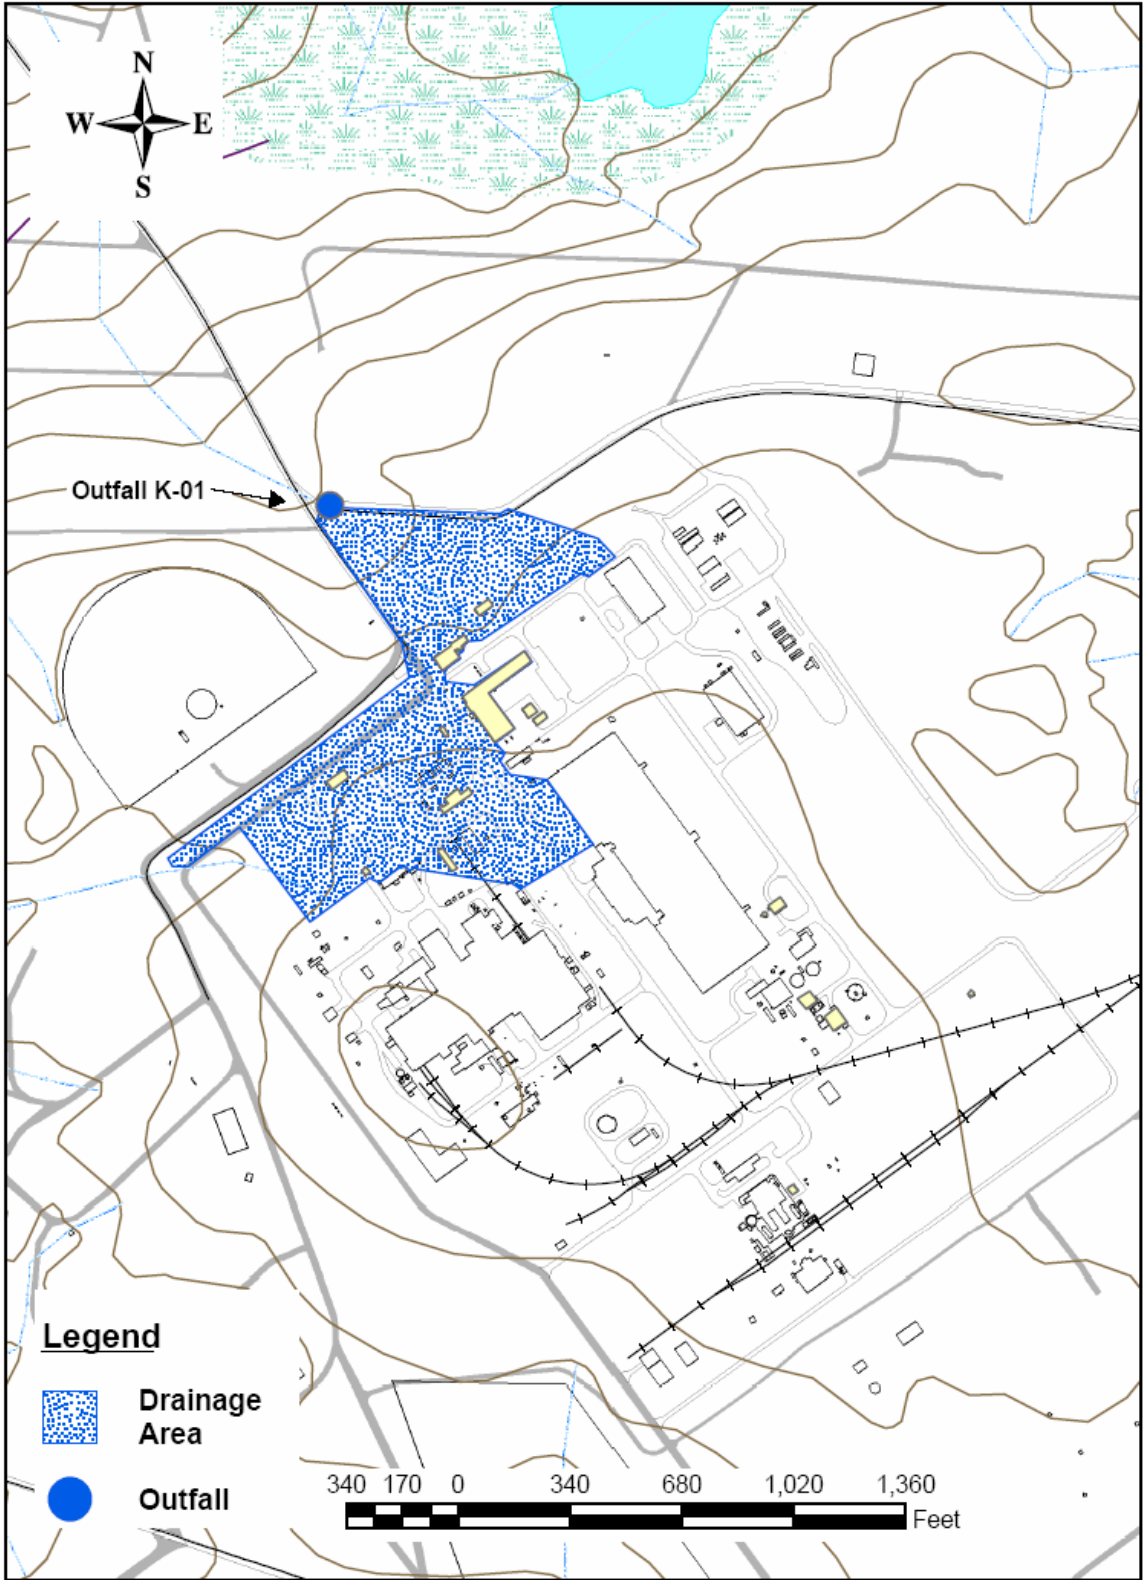 N
W E
S
Outfall K-01
Legend
Drainage
Area
Outfall
340 170 0 340 680 1,020 1,360
Feet